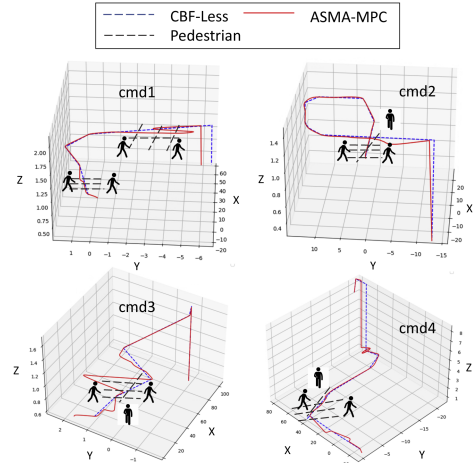 CBF-Less ASMA-MPC
Pedestrian
cmd1
2.00
1.75
1.50
1.25
1.00
0.75
0.50
Z
1 0 −1 −2 −3 −4 −5 −6
Y
60
50
40
30
20
10
0
−10
−20
X
cmd2
1.4
1.2
1.0
0.8
0.6
0.4
Z
10 5 0 −5 −10 −15
Y
20
10
0
−10
−20
X
cmd3
1.6
1.4
1.2
1.0
0.8
0.6
Z
2 1 0 −1
Y
20
40
60
80
100
X
cmd4
8
7
6
5
4
3
2
1
Z
80 60 40 20 0
X
−15 −10 −5 0
Y